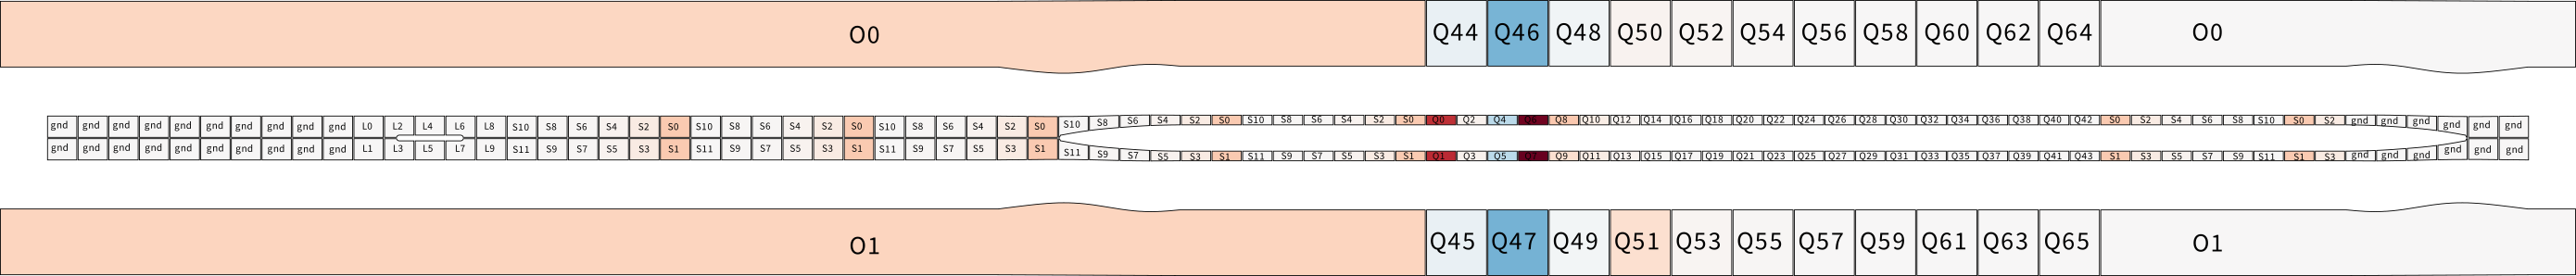 O0 Q44 Q46 Q48 Q50 Q52 Q54 Q56 Q58 Q60 Q62 Q64 O0
gnd gnd gnd gnd gnd gnd gnd gnd gnd gnd L0 L2 L4 L6 L8 S10 S8 S6 S4 S2 S0 S10 S8 S6 S4 S2 S0 S10 S8 S6 S4 S2 S0 S10 S8 S6 S4 S2 S0 S10 S8 S6 S4 S2 S0 Q0 Q2 Q4 Q6 Q8 Q10 Q12 Q14 Q16 Q18 Q20 Q22 Q24 Q26 Q28 Q30 Q32 Q34 Q36 Q38 Q40 Q42 S0 S2 S4 S6 S8 S10 S0 S2 gnd gnd gnd gnd gnd gnd
gnd gnd gnd gnd gnd gnd gnd gnd gnd gnd L1 L3 L5 L7 L9 S11 S9 S7 S5 S3 S1 S11 S9 S7 S5 S3 S1 S11 S9 S7 S5 S3 S1 S11 S9 S7 S5 S3 S1 S11 S9 S7 S5 S3 S1 Q1 Q3 Q5 Q7 Q9 Q11 Q13 Q15 Q17 Q19 Q21 Q23 Q25 Q27 Q29 Q31 Q33 Q35 Q37 Q39 Q41 Q43 S1 S3 S5 S7 S9 S11 S1 S3 gnd gnd gnd gnd gnd gnd
O1 Q45 Q47 Q49 Q51 Q53 Q55 Q57 Q59 Q61 Q63 Q65 O1